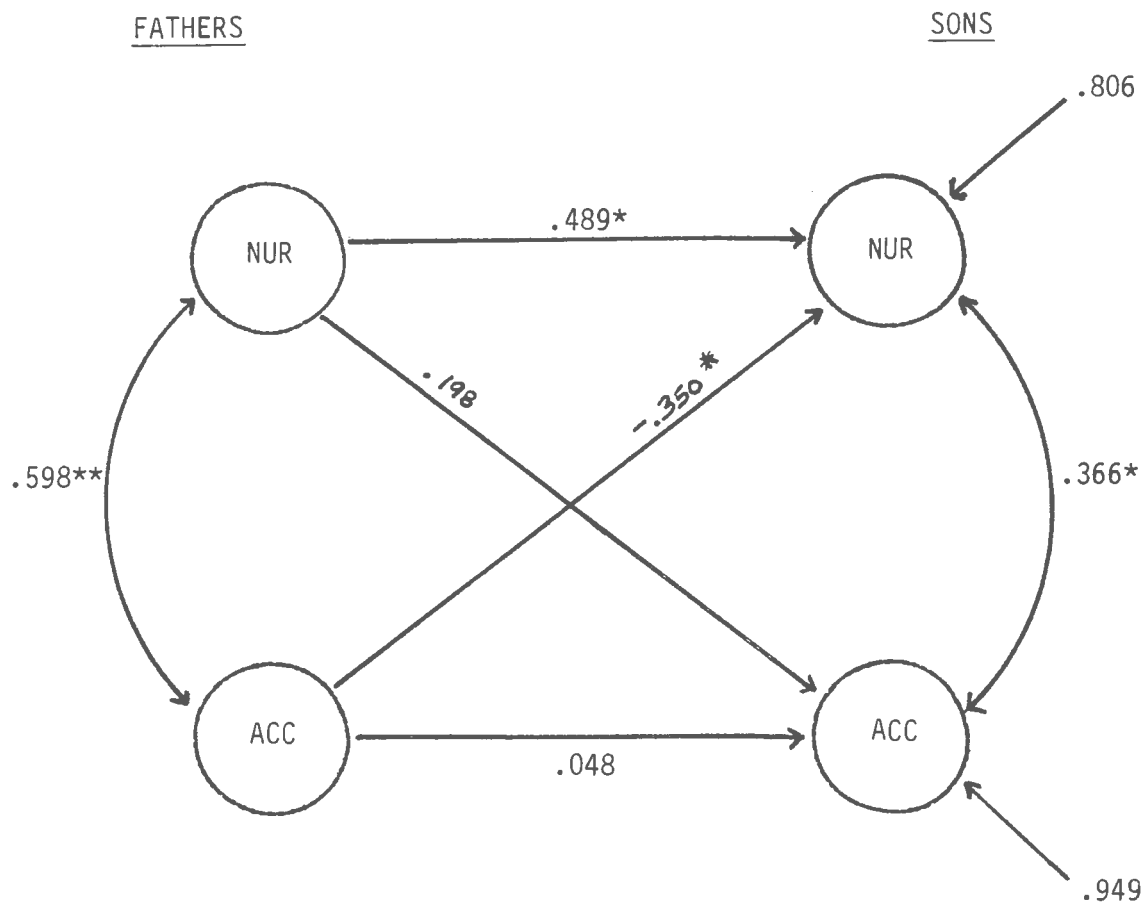 FATHERS
SONS
.806
NUR
.489*
NUR
.198
-.350*
.598**
.366*
ACC
.048
ACC
.949